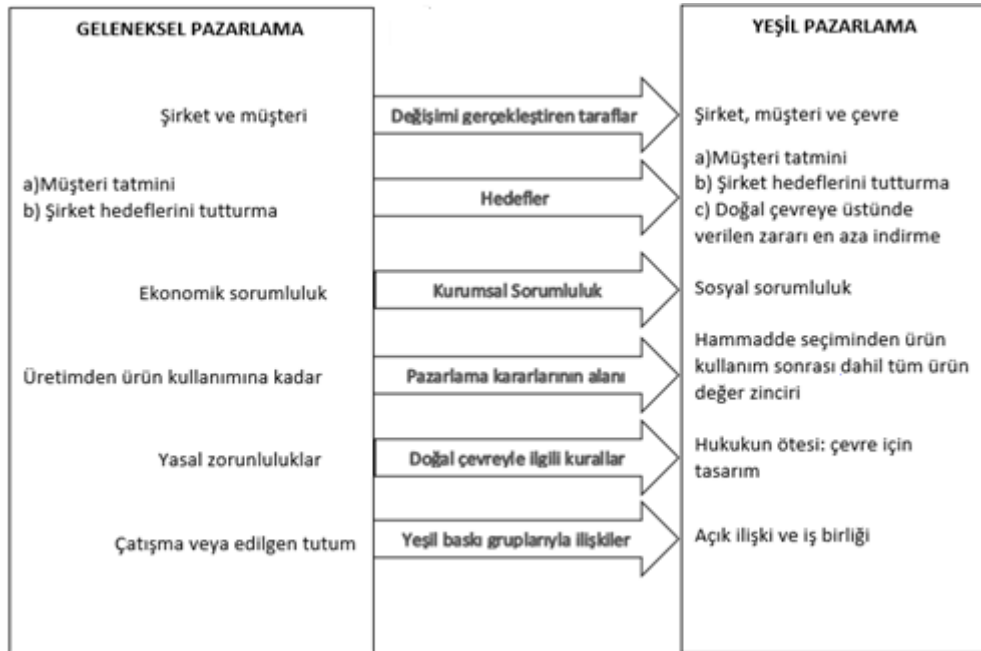 GELENEKSEL PAZARLAMA
YEŞİL PAZARLAMA
Şirket ve müşteri
Değişimi gerçekleştiren taraflar
Şirket, müşteri ve çevre
a)Müşteri tatmini
b) Şirket hedeflerini tutturma
Hedefler
a)Müşteri tatmini
b) Şirket hedeflerini tutturma
c) Doğal çevreye üstünde
verilen zararı en aza indirme
Ekonomik sorumluluk
Kurumsal Sorumluluk
Sosyal sorumluluk
Üretimden ürün kullanımına kadar
Pazarlama kararlarının alanı
Hammadde seçiminden ürün
kullanım sonrası dahil tüm ürün
değer zinciri
Yasal zorunluluklar
Doğal çevreyle ilgili kurallar
Hukukun ötesi: çevre için
tasarım
Çatışma veya edilgen tutum
Yeşil baskı gruplarıyla ilişkiler
Açık ilişki ve iş birliği